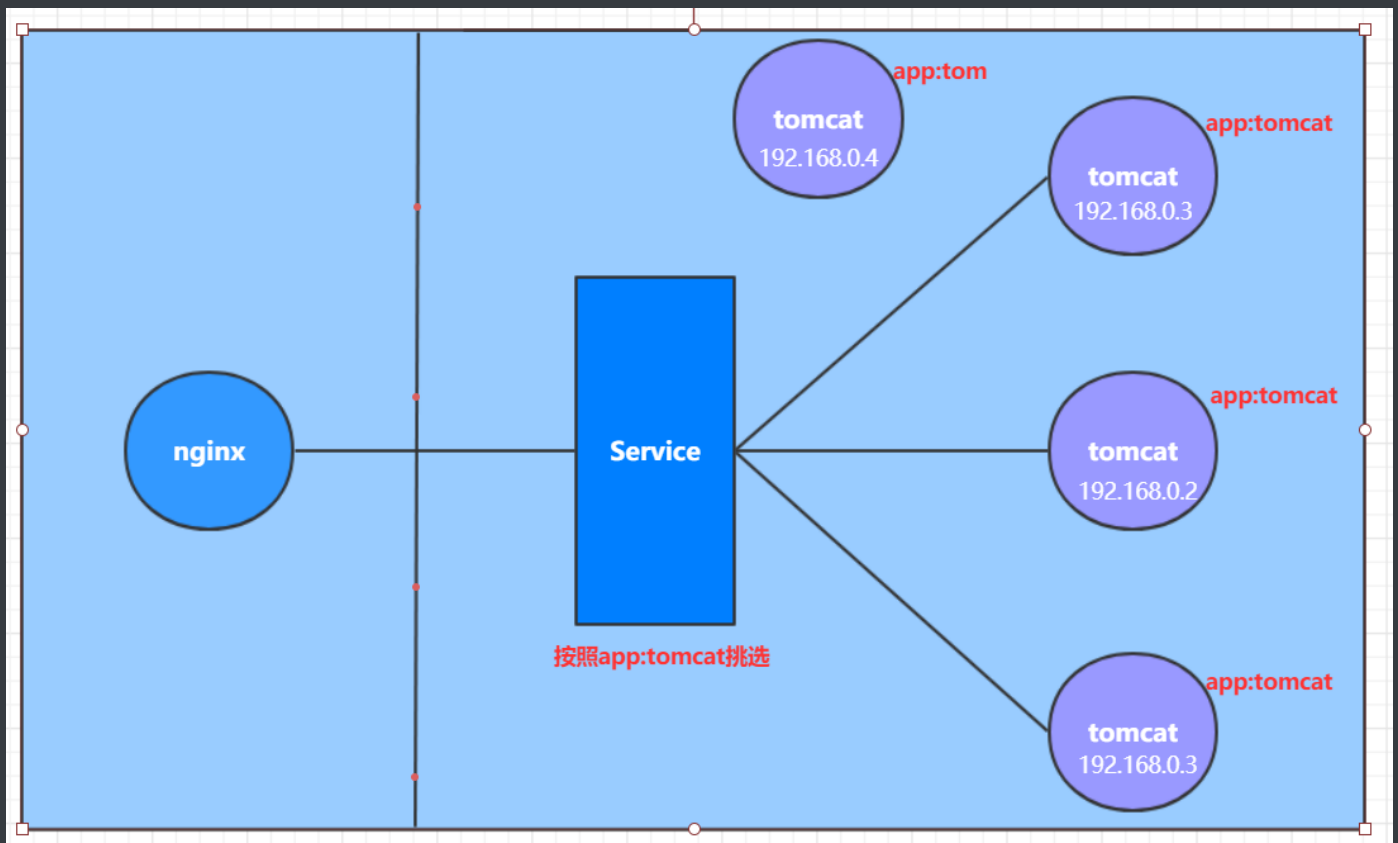 app:tom
tomcat
192.168.0.4
app:tomcat
tomcat
192.168.0.3
nginx
Service
按照app:tomcat挑选
app:tomcat
tomcat
192.168.0.2
app:tomcat
tomcat
192.168.0.3